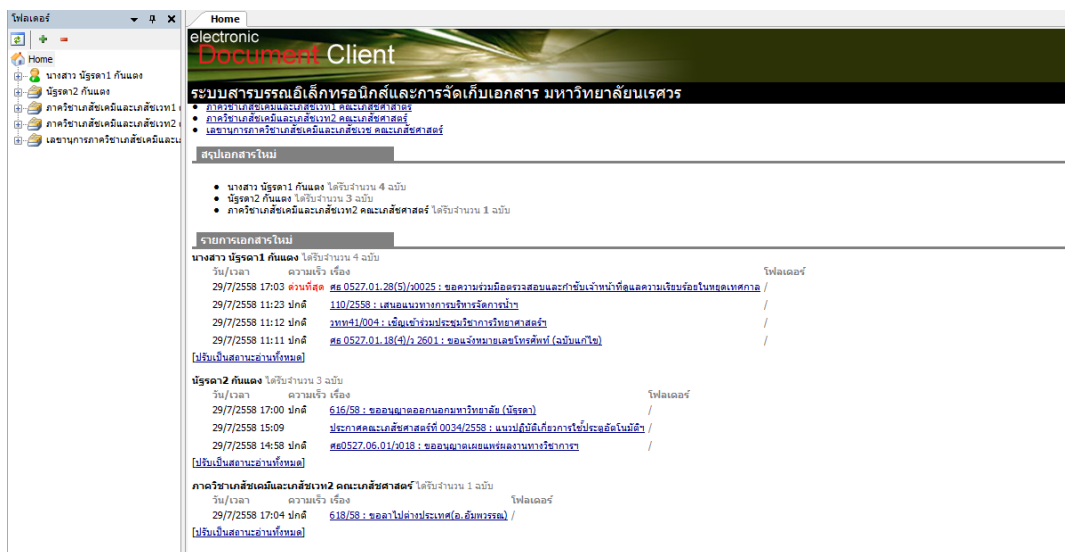 โฟลเดอร์
Home
นางสาว นัฐรดา1 กันแตง
นัฐรดา2 กันแตง
ภาควิชาเภสัชเคมีและเภสัชเวท1
ภาควิชาเภสัชเคมีและเภสัชเวท2
เลขานุการภาควิชาเภสัชเคมีและ
Home
electronic
Document Client
ระบบสารบรรณอิเล็กทรอนิกส์และการจัดเก็บเอกสาร มหาวิทยาลัยนเรศวร
ภาควิชาเภสัชเคมีและเภสัชเวท1 คณะเภสัชศาสตร์
ภาควิชาเภสัชเคมีและเภสัชเวท2 คณะเภสัชศาสตร์
เลขานุการภาควิชาเภสัชเคมีและเภสัชเวช คณะเภสัชศาสตร์
สรุปเอกสารใหม่
นางสาว นัฐรดา1 กันแตง ได้รับจำนวน 4 ฉบับ
นัฐรดา2 กันแตง ได้รับจำนวน 3 ฉบับ
ภาควิชาเภสัชเคมีและเภสัชเวท2 คณะเภสัชศาสตร์ ได้รับจำนวน 1 ฉบับ
รายการเอกสารใหม่
นางสาว นัฐรดา1 กันแตง ได้รับจำนวน 4 ฉบับ
วัน/เวลา ความเร็ว เรื่อง โฟลเดอร์
29/7/2558 17:03 ด่วนที่สุด ศธ 0527.01.28(5)/ว0025 : ขอความร่วมมือตรวจสอบและกำชับเจ้าหน้าที่ดูแลความเรียบร้อยในหยุดเทศกาล /
29/7/2558 11:23 ปกติ 110/2558 : เสนอแนวทางการบริหารจัดการน้ำฯ /
29/7/2558 11:12 ปกติ วทท41/004 : เชิญเข้าร่วมประชุมวิชาการวิทยาศาสตร์ฯ /
29/7/2558 11:11 ปกติ ศธ 0527.01.18(4)/ว 2601 : ขอแจ้งหมายเลขโทรศัพท์ (ฉบับแก้ไข) /
[ปรับเป็นสถานะอ่านทั้งหมด]
นัฐรดา2 กันแตง ได้รับจำนวน 3 ฉบับ
วัน/เวลา ความเร็ว เรื่อง โฟลเดอร์
29/7/2558 17:00 ปกติ 616/58 : ขออนุญาตออกนอกมหาวิทยาลัย (นัฐรดา) /
29/7/2558 15:09 ประกาศคณะเภสัชศาสตร์ที่ 0034/2558 : แนวปฏิบัติเกี่ยวการใช้ประตูอัตโนมัติฯ /
29/7/2558 14:58 ปกติ ศธ0527.06.01/ว018 : ขออนุญาตเผยแพร่ผลงานทางวิชาการฯ /
[ปรับเป็นสถานะอ่านทั้งหมด]
ภาควิชาเภสัชเคมีและเภสัชเวท2 คณะเภสัชศาสตร์ ได้รับจำนวน 1 ฉบับ
วัน/เวลา ความเร็ว เรื่อง โฟลเดอร์
29/7/2558 17:04 ปกติ 618/58 : ขอลาไปต่างประเทศ(อ.อัมพวรรณ) /
[ปรับเป็นสถานะอ่านทั้งหมด]